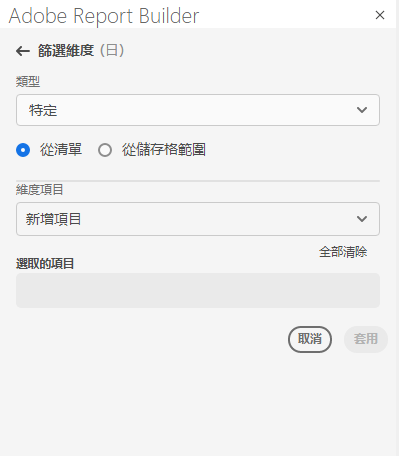 Adobe Report Builder
篩選維度 (日)
類型
特定
從清單 從儲存格範圍
維度項目
新增項目
全部清除
選取的項目
取消 套用